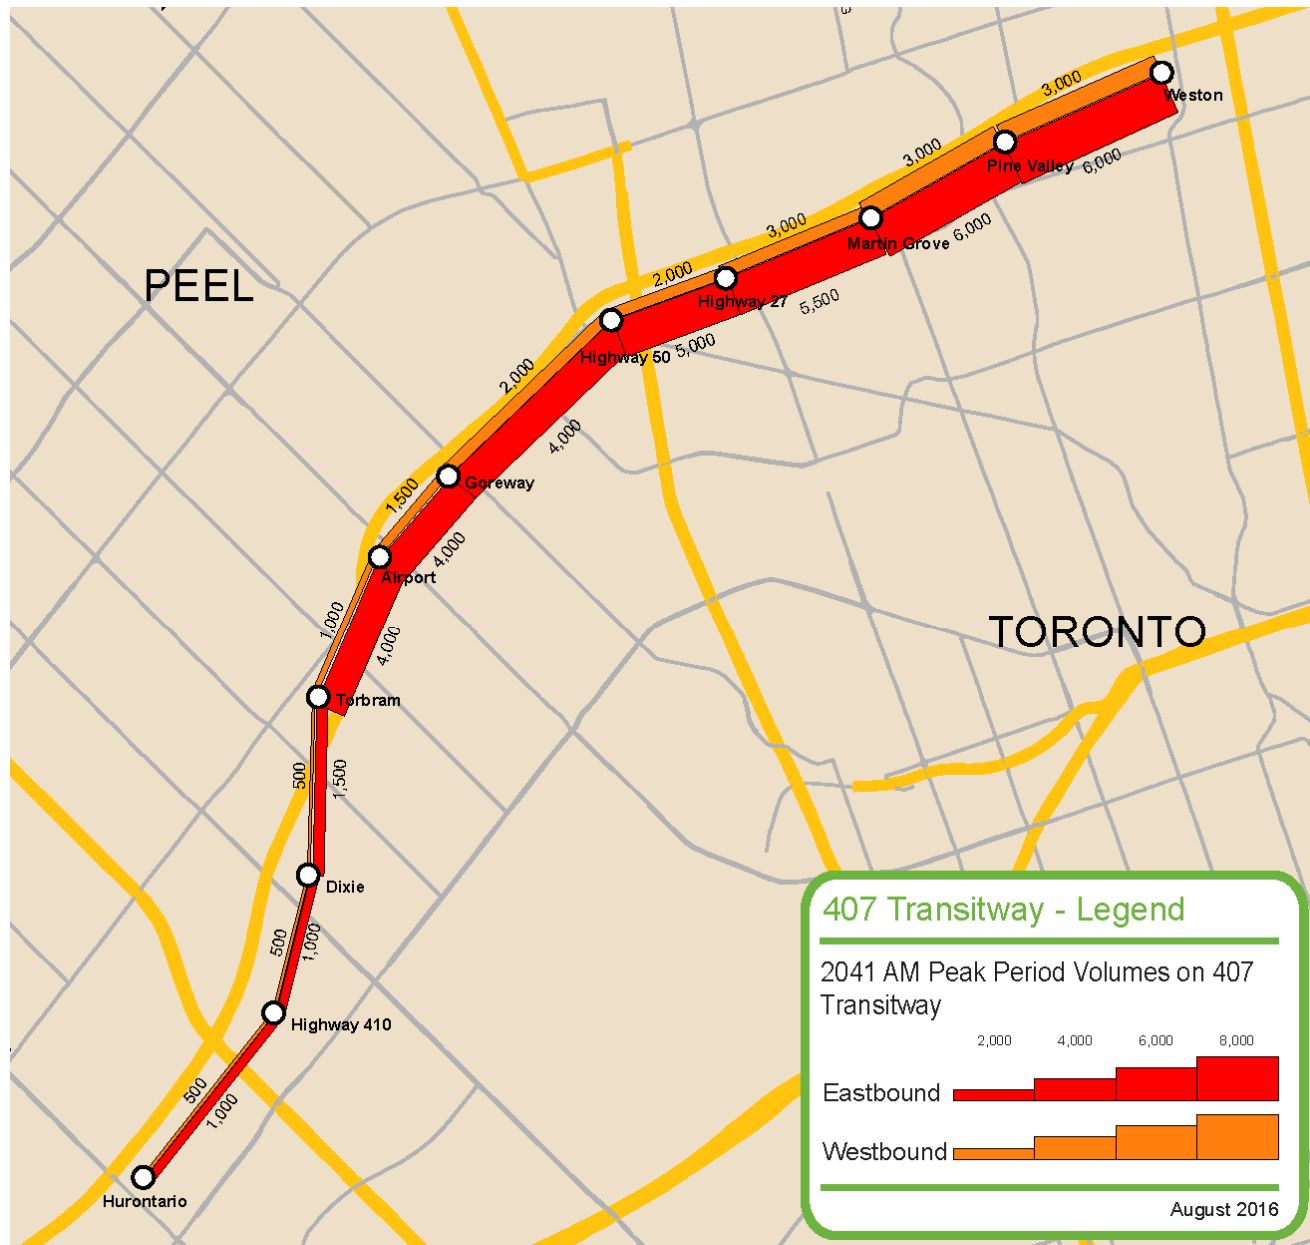 3,000
Weston
3,000
Pine Valley
6,000
3,000
Martin Grove
6,000
2,000
Highway 27
5,500
PEEL
Highway 50
5,000
2,000
4,000
Goreway
1,500
4,000
Airport
1,000
4,000
TORONTO
Torbram
500
1,500
Dixie
500
1,000
Highway 410
500
1,000
Hurontario
407 Transitway - Legend
2041 AM Peak Period Volumes on 407
Transitway
2,000 4,000 6,000 8,000
Eastbound
Westbound
August 2016